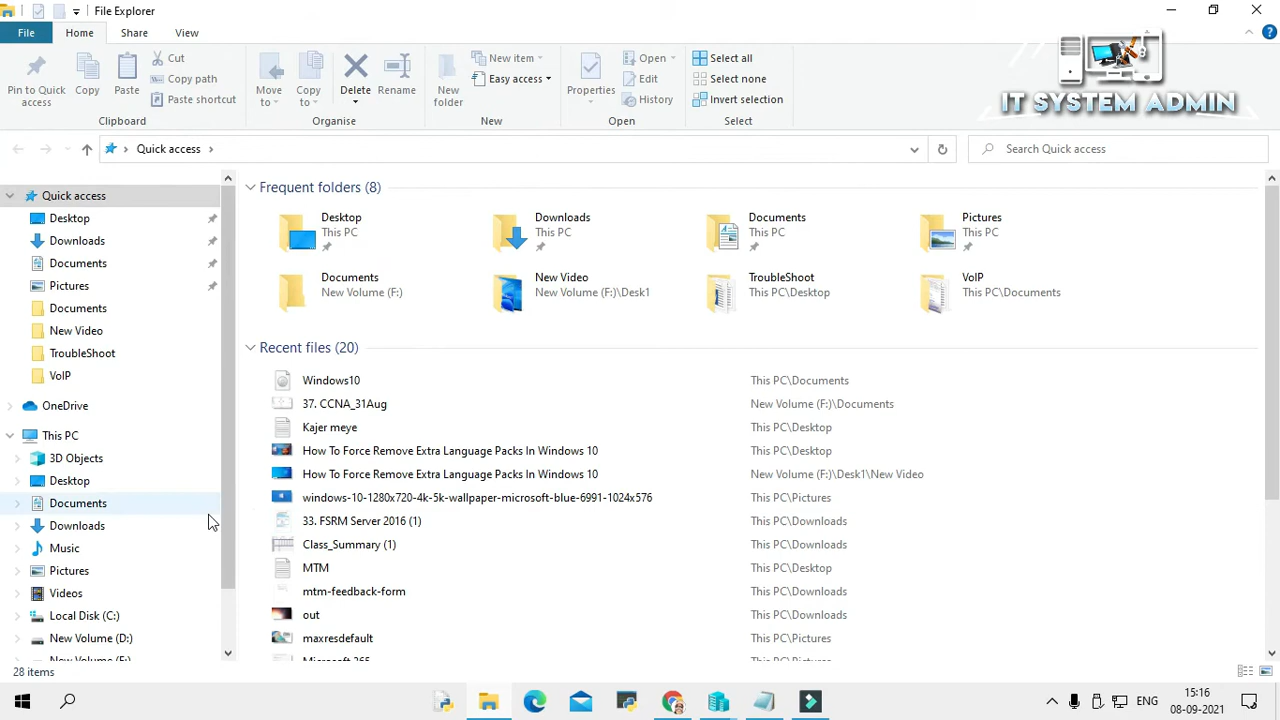 File Explorer
File Home Share View
Pin to Quick access
Copy
Paste
Cut
Copy path
Paste shortcut
Clipboard
Move to
Copy to
Delete
Rename
Organise
New folder
New item
Easy access
New
Properties
Open
Edit
History
Open
Select all
Select none
Invert selection
Select
IT SYSTEM ADMIN
Quick access
Search Quick access
Quick access
Desktop
Downloads
Documents
Pictures
Documents
New Video
TroubleShoot
VoIP
OneDrive
This PC
3D Objects
Desktop
Documents
Downloads
Music
Pictures
Videos
Local Disk (C:)
New Volume (D:)
New Volume (F:)
Frequent folders (8)
Desktop
This PC
Downloads
This PC
Documents
This PC
Pictures
This PC
Documents
New Volume (F:)
New Video
New Volume (F:)\Desk1
TroubleShoot
This PC\Desktop
VoIP
This PC\Documents
Recent files (20)
Windows10 This PC\Documents
37. CCNA_31Aug New Volume (F:)\Documents
Kajer meye This PC\Desktop
How To Force Remove Extra Language Packs In Windows 10 This PC\Desktop
How To Force Remove Extra Language Packs In Windows 10 New Volume (F:)\Desk1\New Video
windows-10-1280x720-4k-5k-wallpaper-microsoft-blue-6991-1024x576 This PC\Pictures
33. FSRM Server 2016 (1) This PC\Downloads
Class_Summary (1) This PC\Downloads
MTM This PC\Desktop
mtm-feedback-form This PC\Downloads
out This PC\Downloads
maxresdefault This PC\Pictures
Microsoft 365 This PC\Pictures
28 items
ENG
15:16
08-09-2021